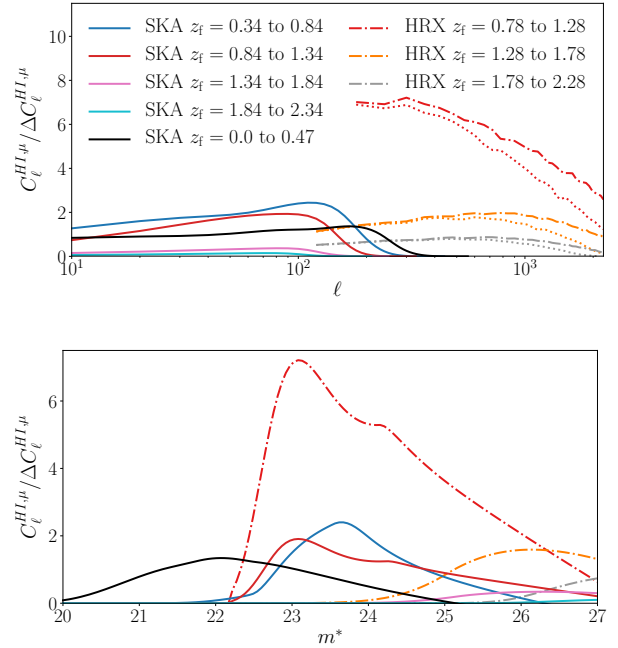 SKA z_f = 0.34 to 0.84
SKA z_f = 0.84 to 1.34
SKA z_f = 1.34 to 1.84
SKA z_f = 1.84 to 2.34
SKA z_f = 0.0 to 0.47
HRX z_f = 0.78 to 1.28
HRX z_f = 1.28 to 1.78
HRX z_f = 1.78 to 2.28
C_ℓ^{HI,μ}/ΔC_ℓ^{HI,μ}
10
8
6
4
2
0
10^1 10^2 10^3
ℓ
C_ℓ^{HI,μ}/ΔC_ℓ^{HI,μ}
6
4
2
0
20 21 22 23 24 25 26 27
m*